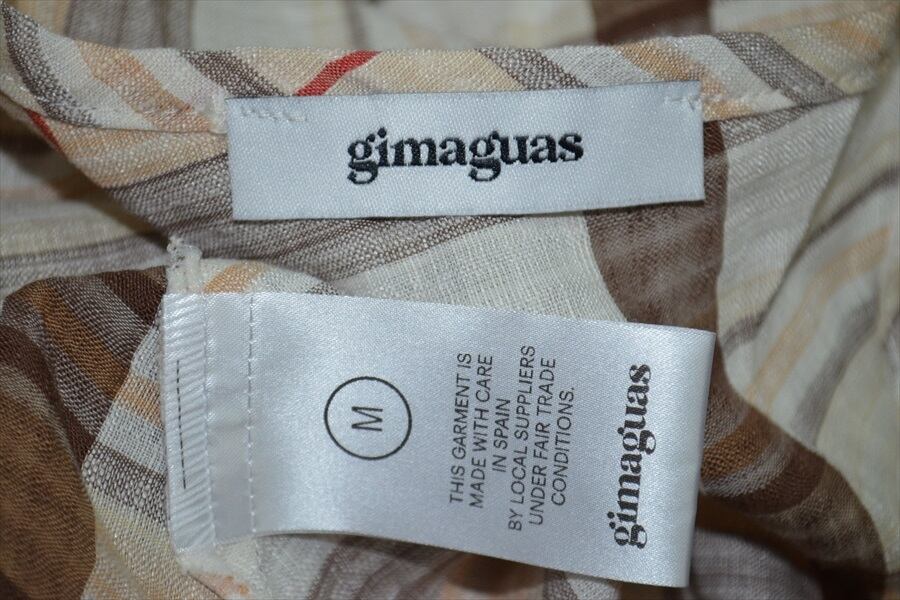 gimaguas
M
THIS GARMENT IS
MADE WITH CARE
IN SPAIN
BY LOCAL SUPPLIERS
UNDER FAIR TRADE
CONDITIONS.
gimaguas